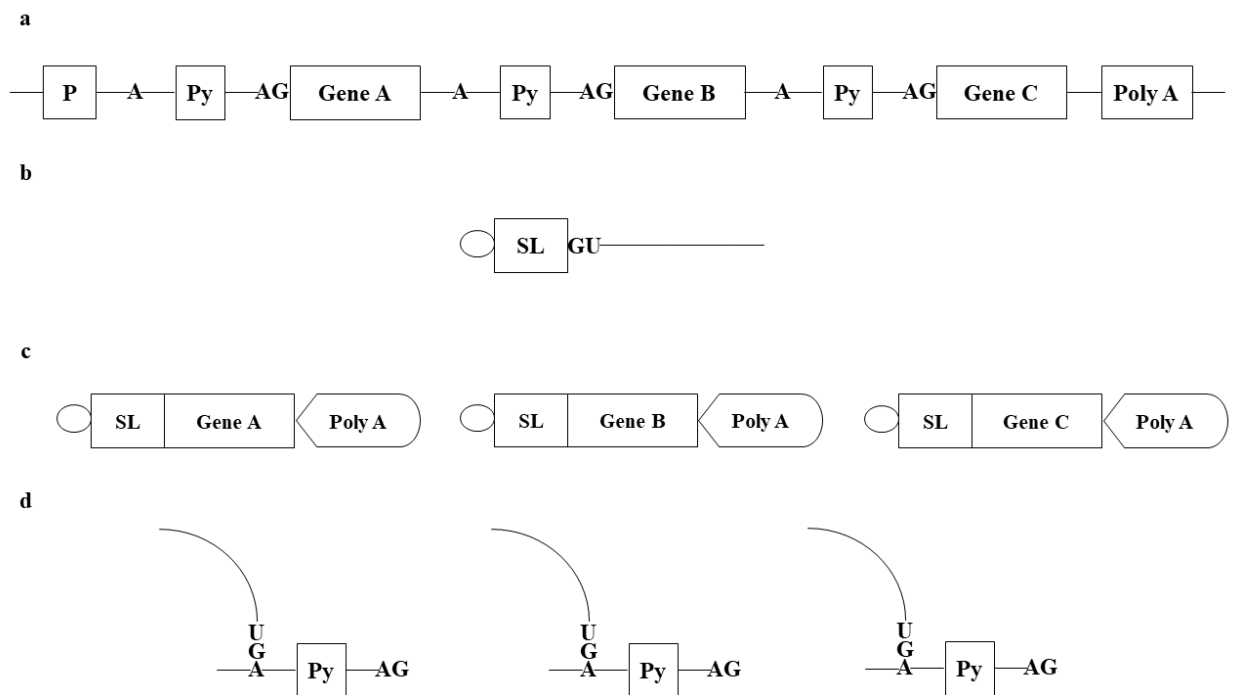 a
P A Py AG Gene A A Py AG Gene B A Py AG Gene C Poly A
b
SL GU
c
SL Gene A Poly A SL Gene B Poly A SL Gene C Poly A
d
U U U
G G G
A Py AG A Py AG A Py AG